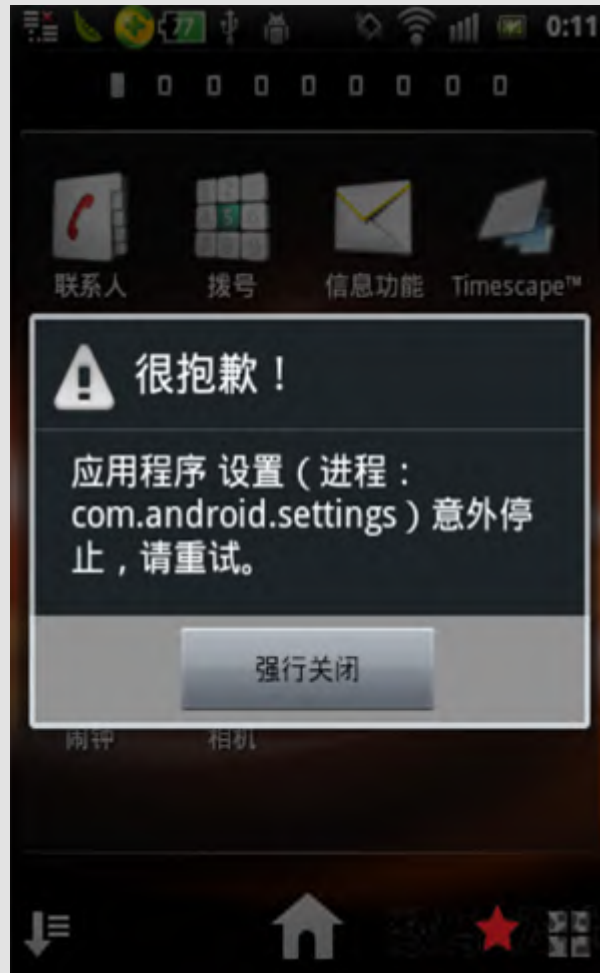 77
0:11
联系人
拨号
信息功能
Timescape™
很抱歉！
应用程序 设置（进程：
com.android.settings）意外停
止，请重试。
强行关闭
闹钟
相机